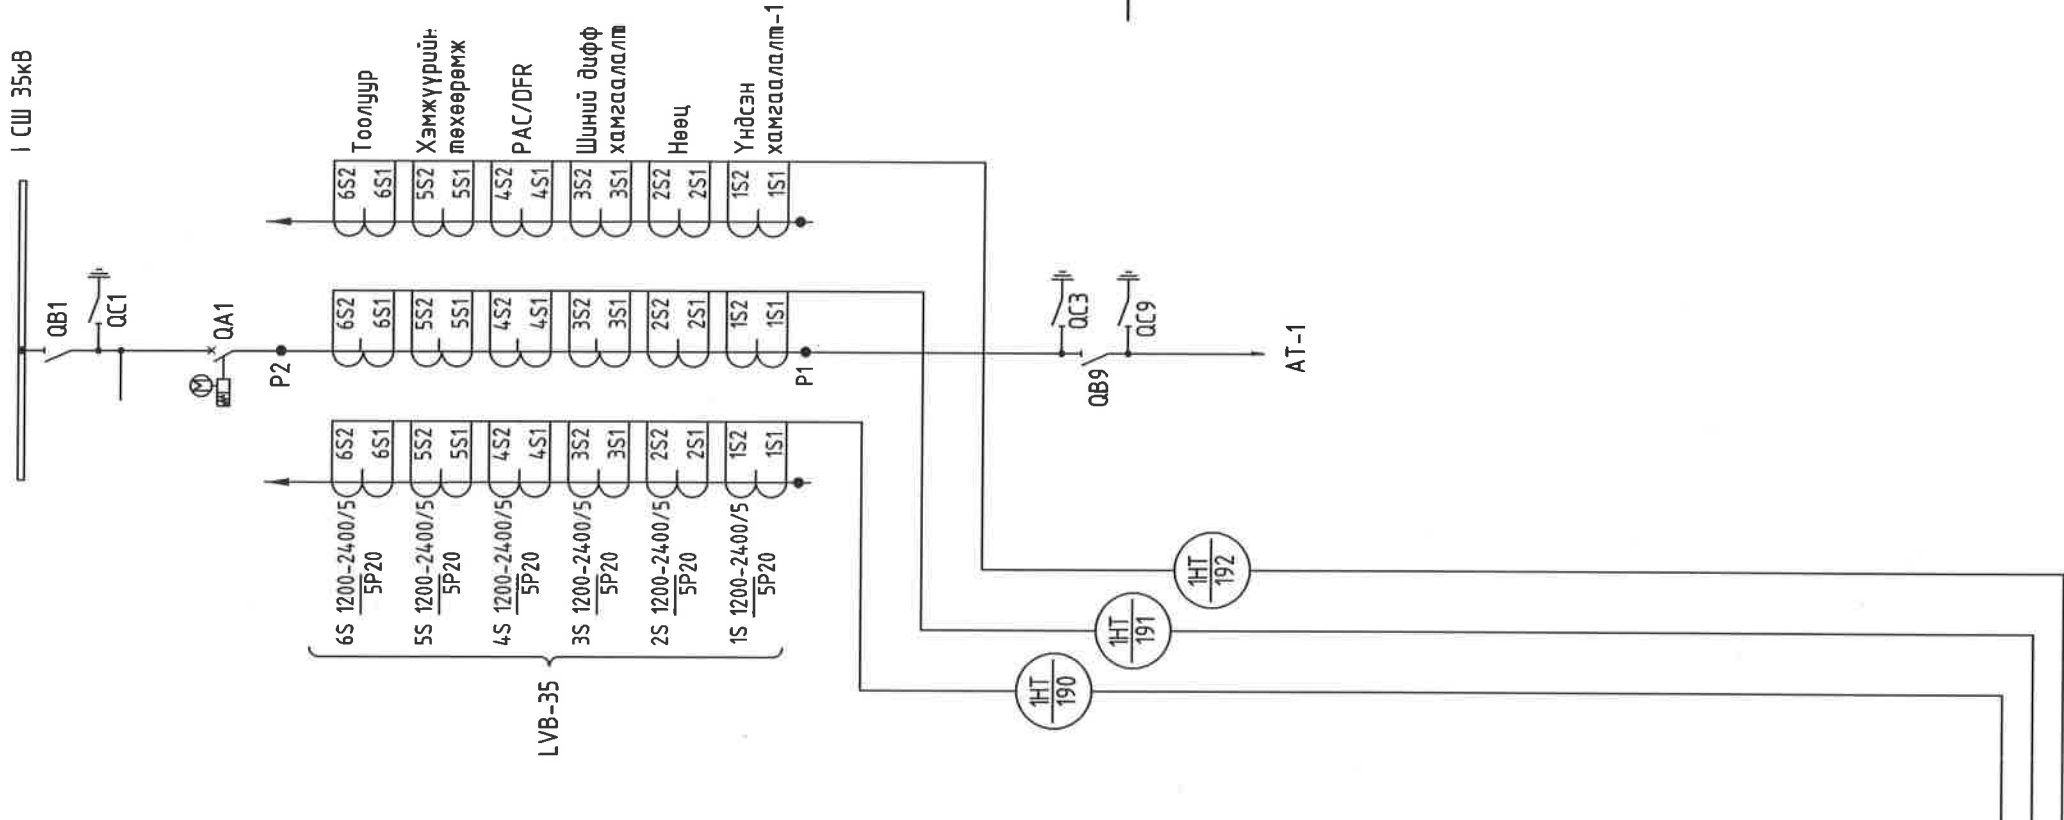 I СШ 35кВ
QB1
QC1
QA1
M
P2
6S2
6S1
Тоолуур
5S2
5S1
Хэмжүүрийн
төхөөрөмж
4S2
4S1
РАС/DFR
3S2
3S1
Шиний дифф
хамгаалалт
2S2
2S1
Нөөц
1S2
1S1
Үндсэн
хамгаалалт-1
6S2
6S1
5S2
5S1
4S2
4S1
3S2
3S1
2S2
2S1
1S2
1S1
P1
6S2
6S1
5S2
5S1
4S2
4S1
3S2
3S1
2S2
2S1
1S2
1S1
6S 1200-2400/5
5P20
5S 1200-2400/5
5P20
4S 1200-2400/5
5P20
3S 1200-2400/5
5P20
2S 1200-2400/5
5P20
1S 1200-2400/5
5P20
LVB-35
QC3
QC9
QB9
АТ-1
1НТ
192
1НТ
191
1НТ
190